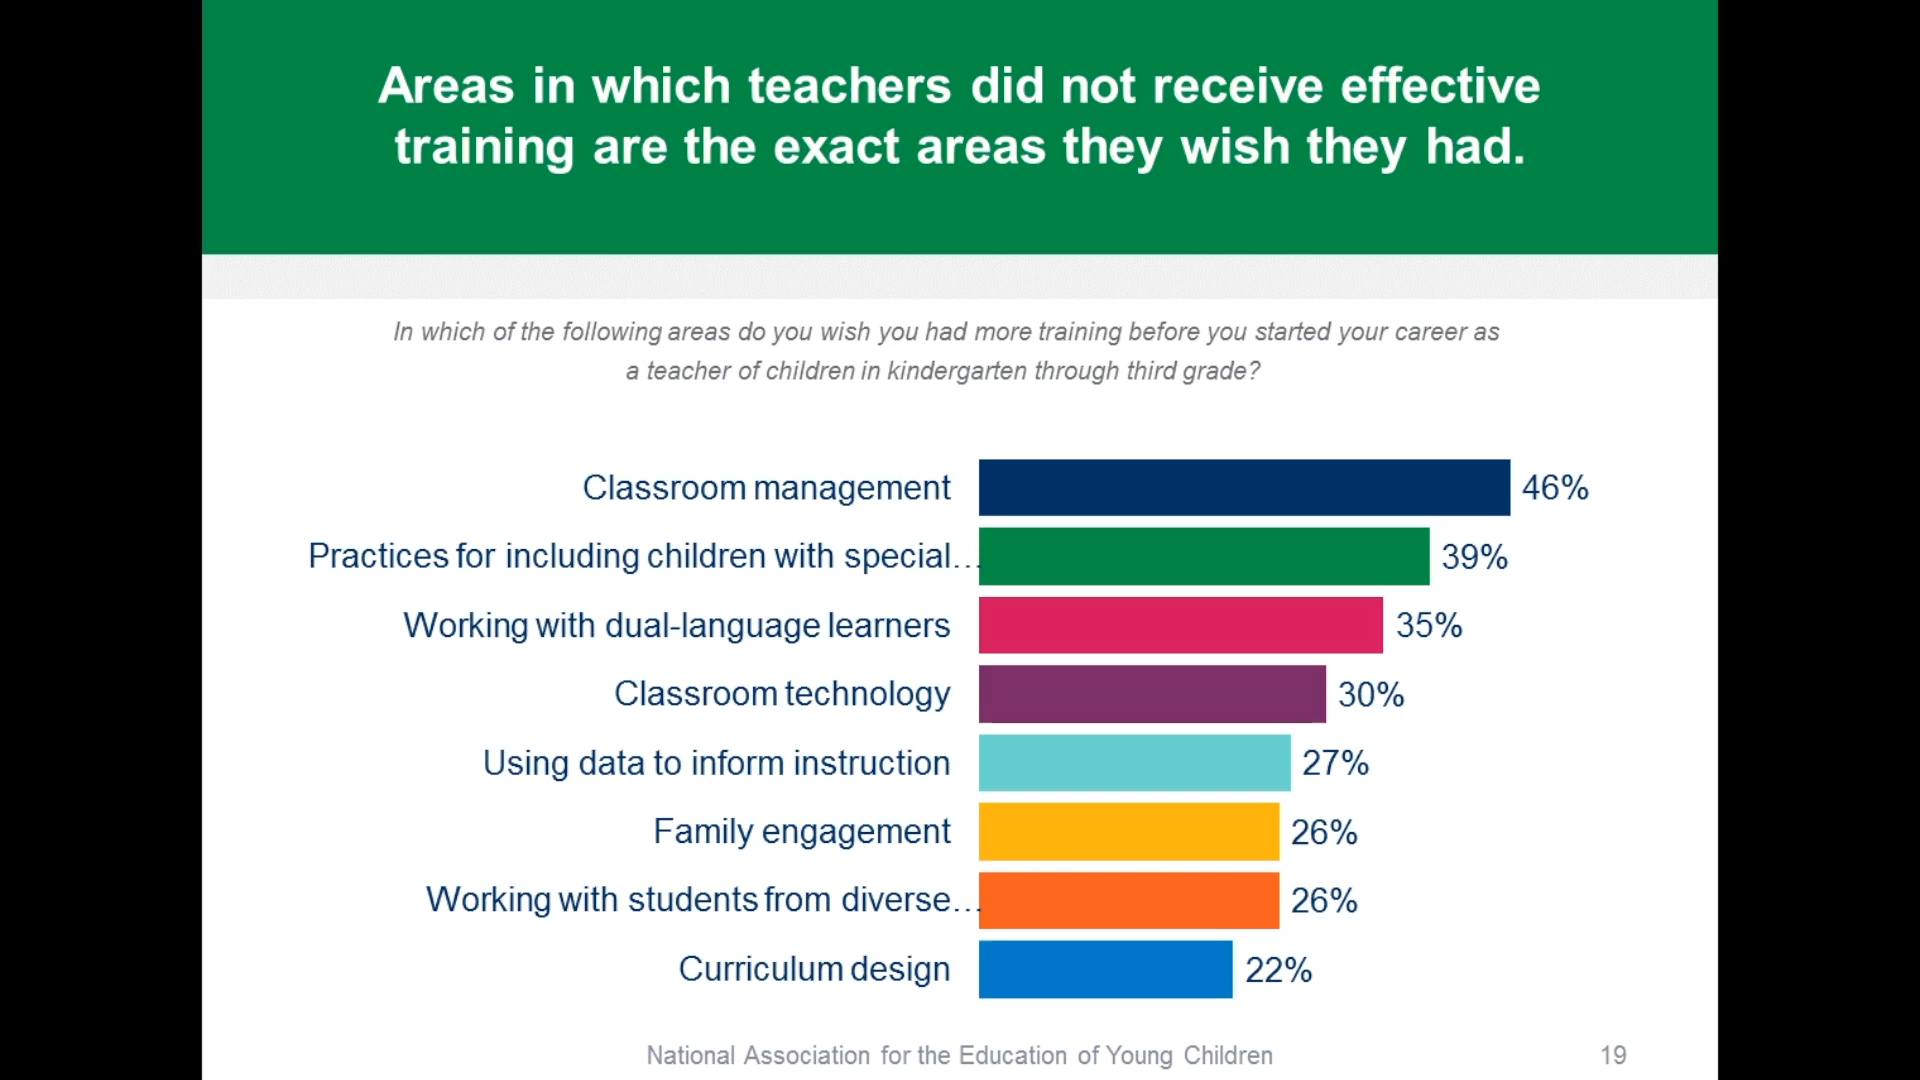 Areas in which teachers did not receive effective
training are the exact areas they wish they had.
In which of the following areas do you wish you had more training before you started your career as
a teacher of children in kindergarten through third grade?
Classroom management 46%
Practices for including children with special… 39%
Working with dual-language learners 35%
Classroom technology 30%
Using data to inform instruction 27%
Family engagement 26%
Working with students from diverse… 26%
Curriculum design 22%
National Association for the Education of Young Children 19